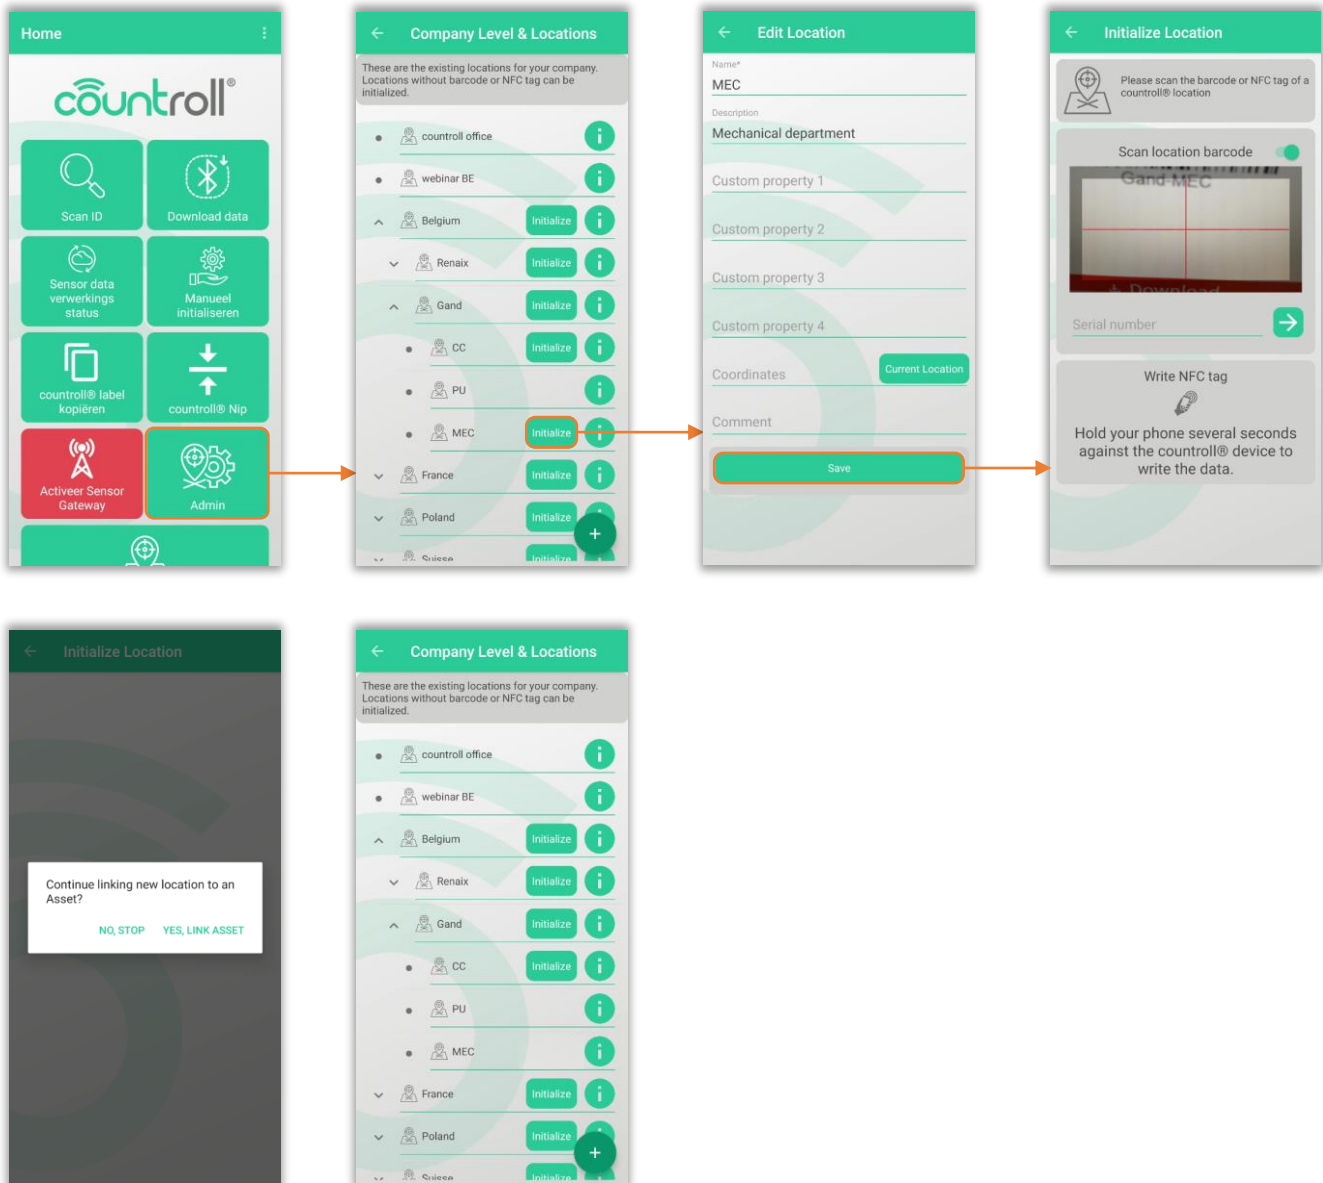 Home
countroll®
Scan ID
Download data
Sensor data
verwerkings
status
Manueel
initialiseren
countroll® label
kopiëren
countroll® Nip
Activeer Sensor
Gateway
Admin
Company Level & Locations
These are the existing locations for your company.
Locations without barcode or NFC tag can be
initialized.
countroll office
webinar BE
Belgium Initialize
Renaix Initialize
Gand Initialize
CC Initialize
PU
MEC Initialize
France Initialize
Poland Initialize
Suisse Initialize
Edit Location
Name*
MEC
Description
Mechanical department
Custom property 1
Custom property 2
Custom property 3
Custom property 4
Coordinates Current Location
Comment
Save
Initialize Location
Please scan the barcode or NFC tag of a
countroll® location
Scan location barcode
Gand-MEC
Download
Serial number
Write NFC tag
Hold your phone several seconds
against the countroll® device to
write the data.
Initialize Location
Continue linking new location to an
Asset?
NO, STOP YES, LINK ASSET
Company Level & Locations
These are the existing locations for your company.
Locations without barcode or NFC tag can be
initialized.
countroll office
webinar BE
Belgium Initialize
Renaix Initialize
Gand Initialize
CC Initialize
PU
MEC
France Initialize
Poland Initialize
Suisse Initialize